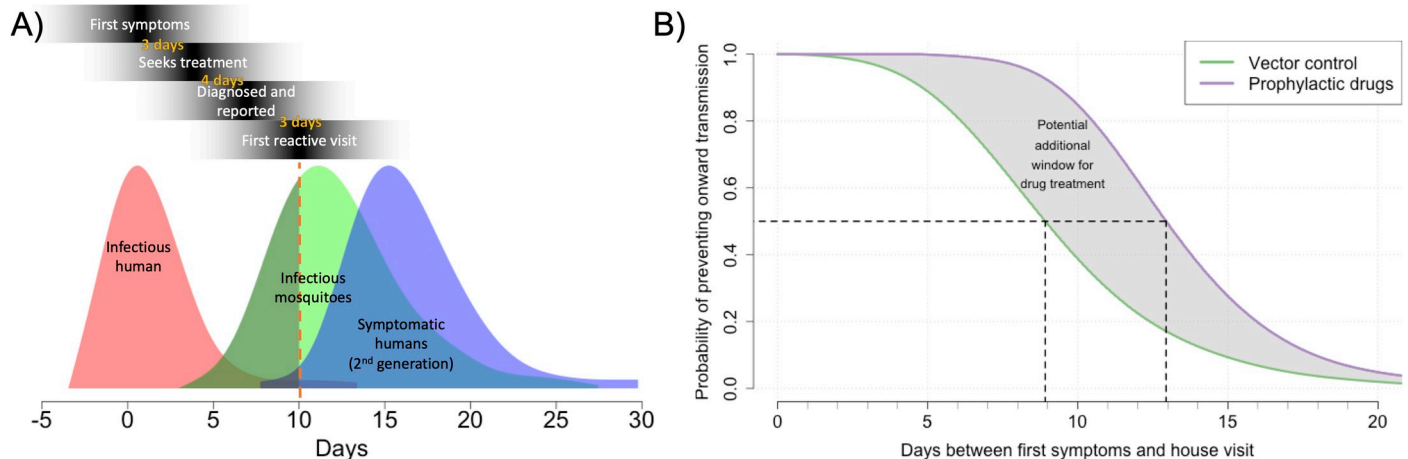 A)
First symptoms
3 days
Seeks treatment
4 days
Diagnosed and
reported
3 days
First reactive visit
Infectious
human
Infectious
mosquitoes
Symptomatic
humans
(2nd generation)
-5 0 5 10 15 20 25 30
Days
B)
Probability of preventing onward transmission
1.0
0.8
0.6
0.4
0.2
0.0
Vector control
Prophylactic drugs
Potential
additional
window for
drug treatment
0 5 10 15 20
Days between first symptoms and house visit